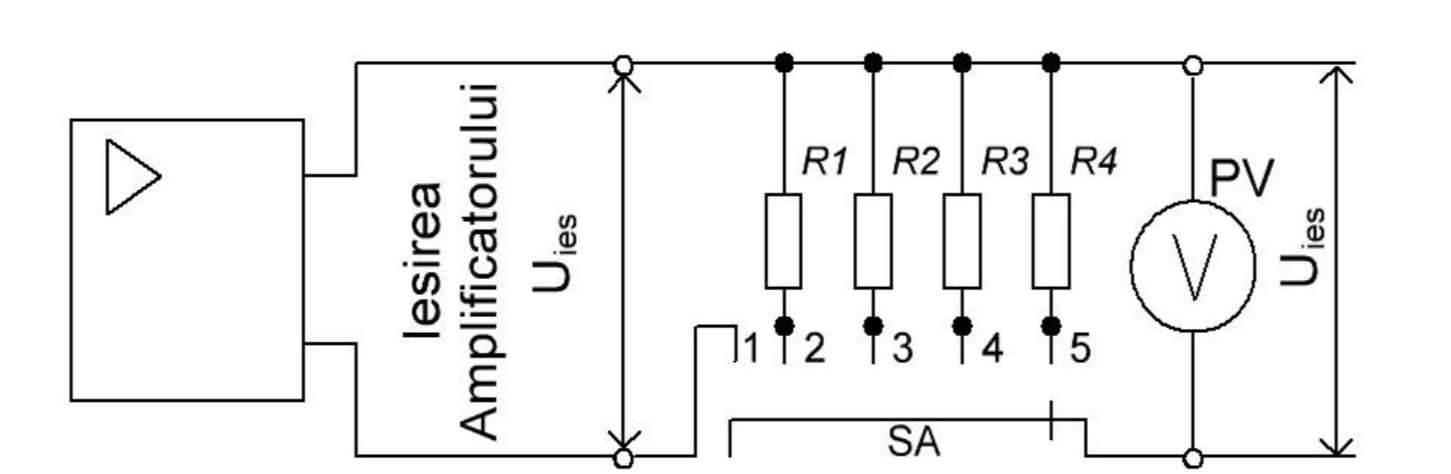 Iesirea
Amplificatorului
Uies
R1
R2
R3
R4
PV
V
Uies
1
2
3
4
5
SA